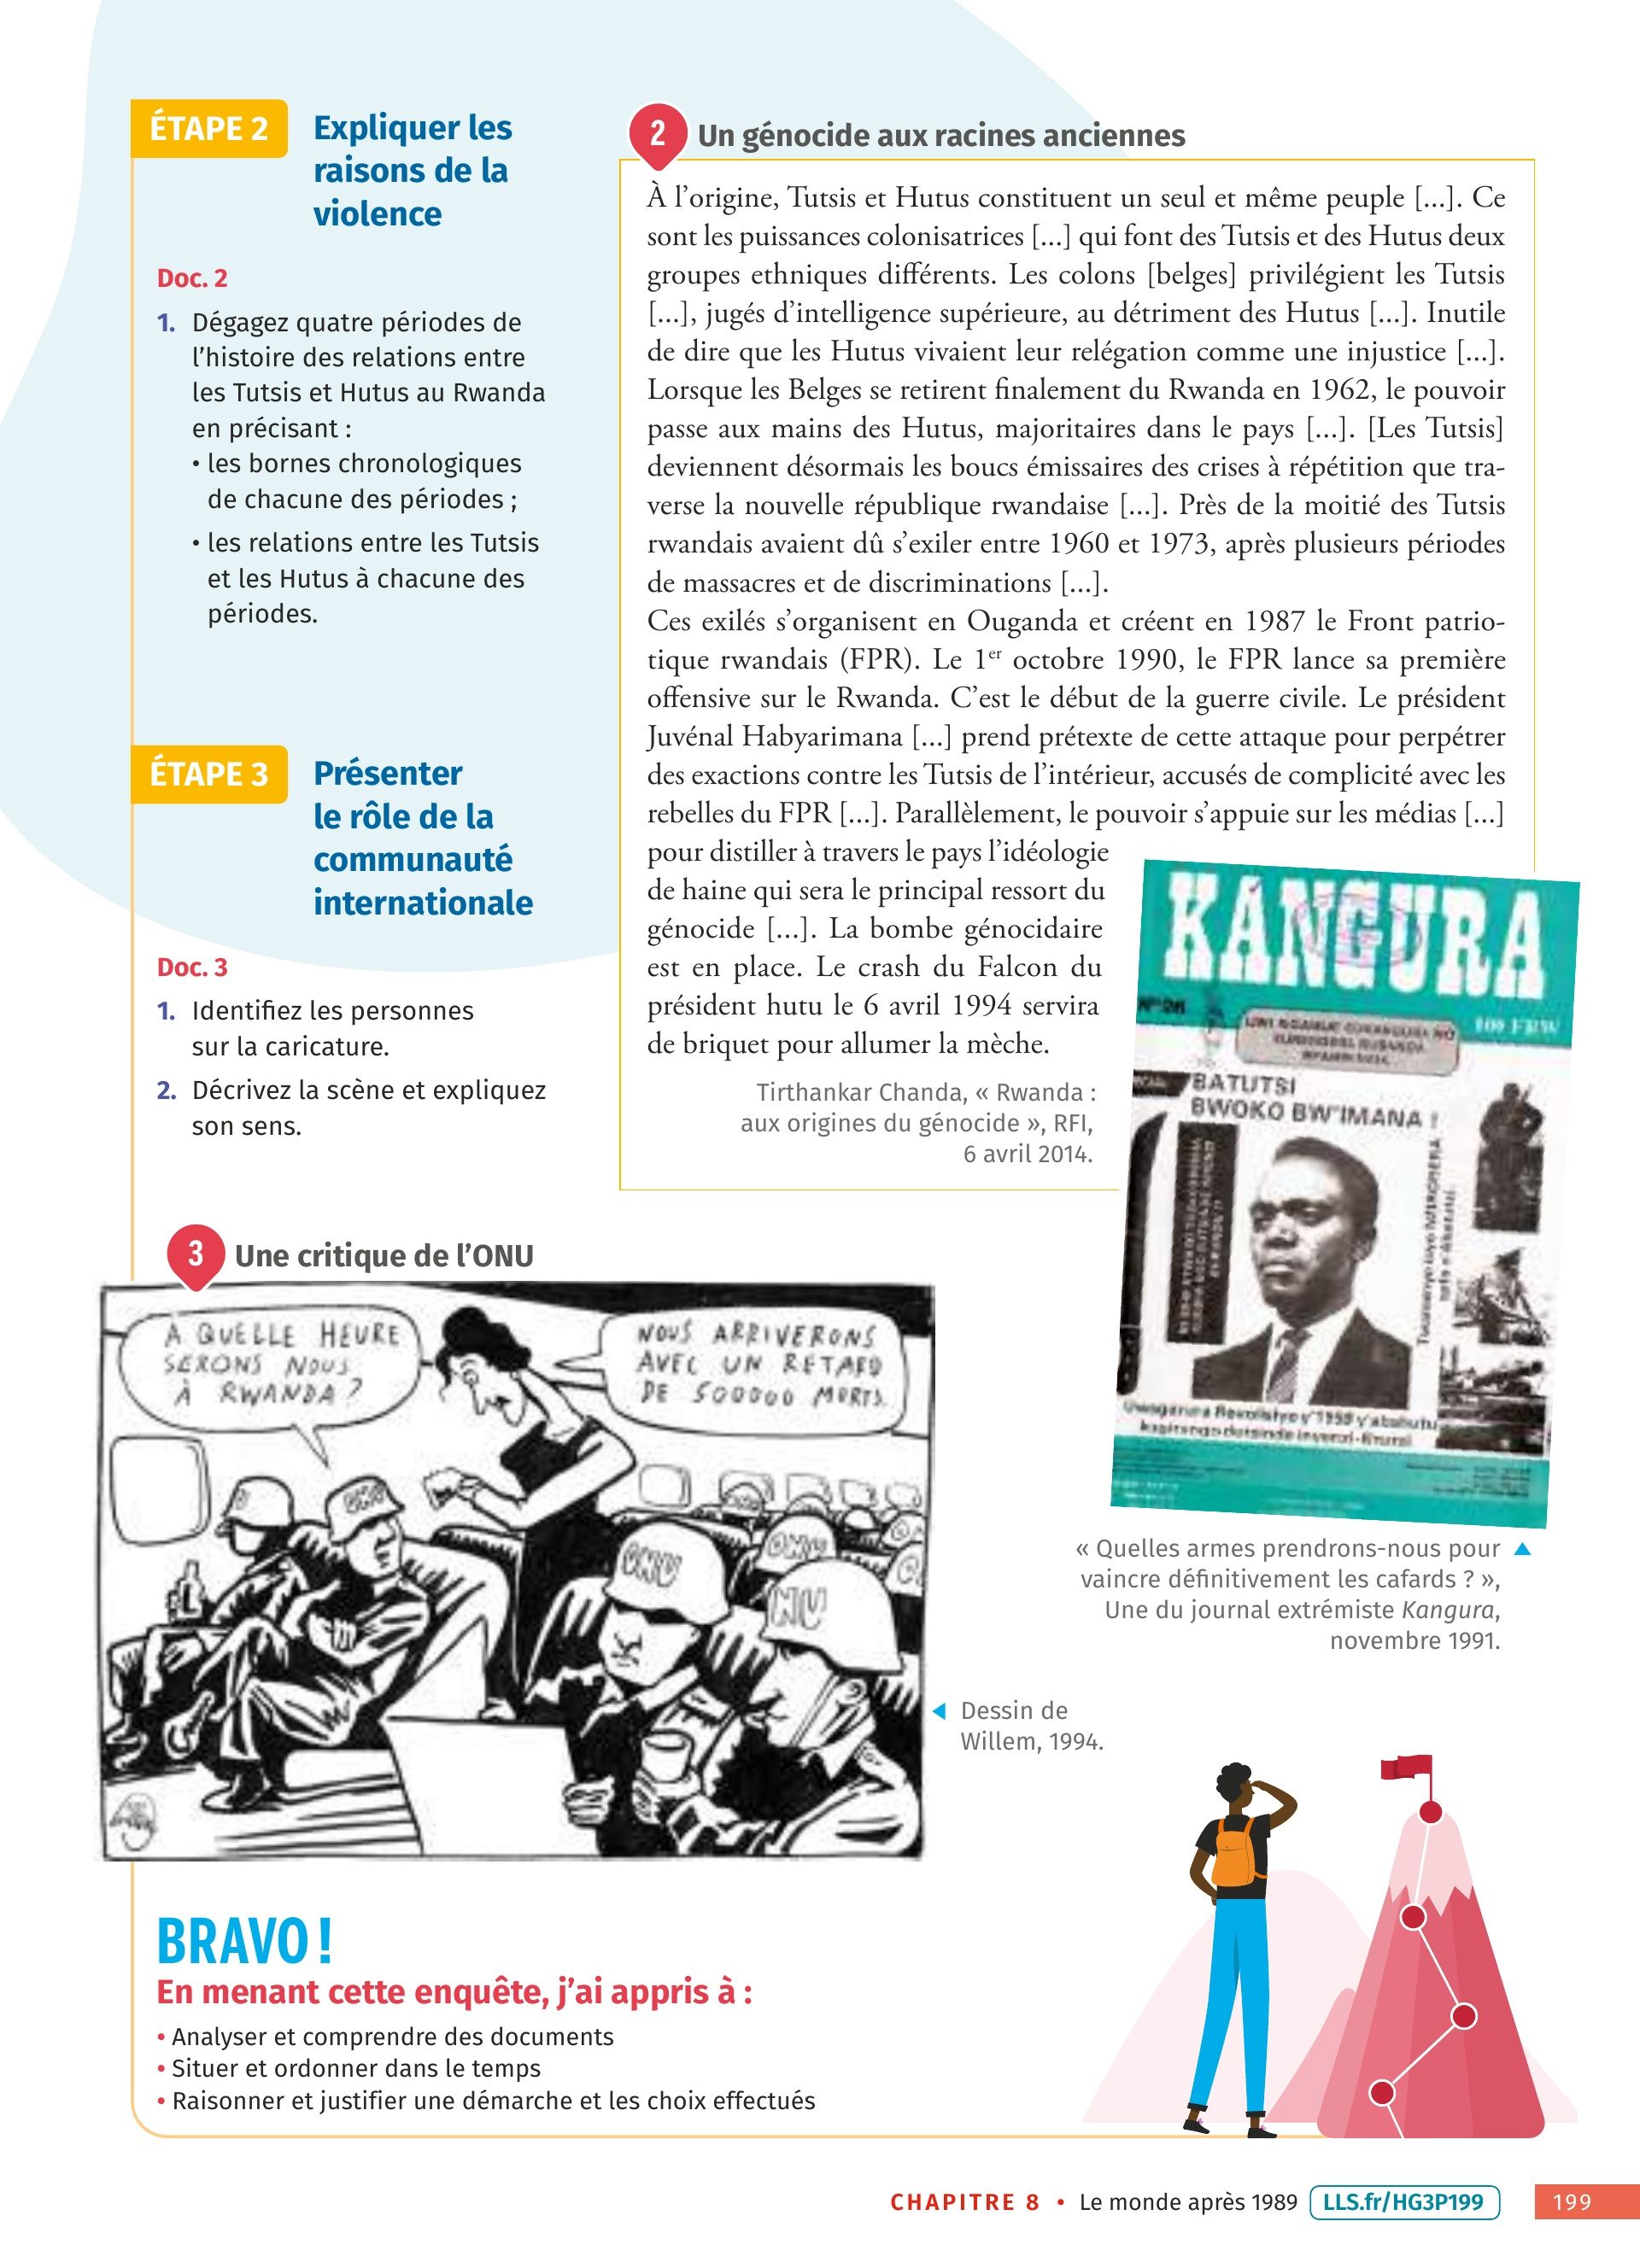 ÉTAPE 2
Expliquer les
raisons de la
violence
Doc. 2
1. Dégagez quatre périodes de
l'histoire des relations entre
les Tutsis et Hutus au Rwanda
en précisant :
• les bornes chronologiques
de chacune des périodes ;
• les relations entre les Tutsis
et les Hutus à chacune des
périodes.
ÉTAPE 3
Présenter
le rôle de la
communauté
internationale
Doc. 3
1. Identifiez les personnes
sur la caricature.
2. Décrivez la scène et expliquez
son sens.
2 Un génocide aux racines anciennes
À l'origine, Tutsis et Hutus constituent un seul et même peuple [...]. Ce
sont les puissances colonisatrices [...] qui font des Tutsis et des Hutus deux
groupes ethniques différents. Les colons [belges] privilégient les Tutsis
[...], jugés d'intelligence supérieure, au détriment des Hutus [...]. Inutile
de dire que les Hutus vivaient leur relégation comme une injustice [...].
Lorsque les Belges se retirent finalement du Rwanda en 1962, le pouvoir
passe aux mains des Hutus, majoritaires dans le pays [...]. [Les Tutsis]
deviennent désormais les boucs émissaires des crises à répétition que tra-
verse la nouvelle république rwandaise [...]. Près de la moitié des Tutsis
rwandais avaient dû s'exiler entre 1960 et 1973, après plusieurs périodes
de massacres et de discriminations [...].
Ces exilés s'organisent en Ouganda et créent en 1987 le Front patrio-
tique rwandais (FPR). Le 1er octobre 1990, le FPR lance sa première
offensive sur le Rwanda. C'est le début de la guerre civile. Le président
Juvénal Habyarimana [...] prend prétexte de cette attaque pour perpétrer
des exactions contre les Tutsis de l'intérieur, accusés de complicité avec les
rebelles du FPR [...]. Parallèlement, le pouvoir s'appuie sur les médias [...]
pour distiller à travers le pays l'idéologie
de haine qui sera le principal ressort du
génocide [...]. La bombe génocidaire
est en place. Le crash du Falcon du
président hutu le 6 avril 1994 servira
de briquet pour allumer la mèche.
Tirthankar Chanda, « Rwanda :
aux origines du génocide », RFI,
6 avril 2014.
KANGURA
N°26
100 FRW
BATUTSI
BWOKO BW'IMANA !
« Quelles armes prendrons-nous pour
vaincre définitivement les cafards ? »,
Une du journal extrémiste Kangura,
novembre 1991.
3 Une critique de l'ONU
A QUELLE HEURE
SERONS NOUS
À RWANDA ?
NOUS ARRIVERONS
AVEC UN RETARD
DE 500000 MORTS.
ONU
ONU
ONU
NU
Dessin de
Willem, 1994.
BRAVO !
En menant cette enquête, j'ai appris à :
• Analyser et comprendre des documents
• Situer et ordonner dans le temps
• Raisonner et justifier une démarche et les choix effectués
CHAPITRE 8 • Le monde après 1989 LLS.fr/HG3P199 199